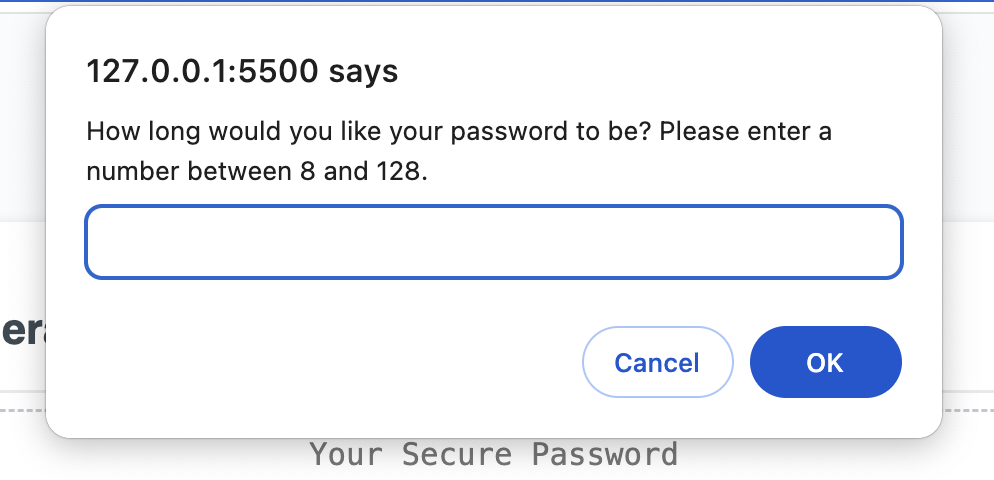 127.0.0.1:5500 says
How long would you like your password to be? Please enter a
number between 8 and 128.
Cancel OK
Your Secure Password